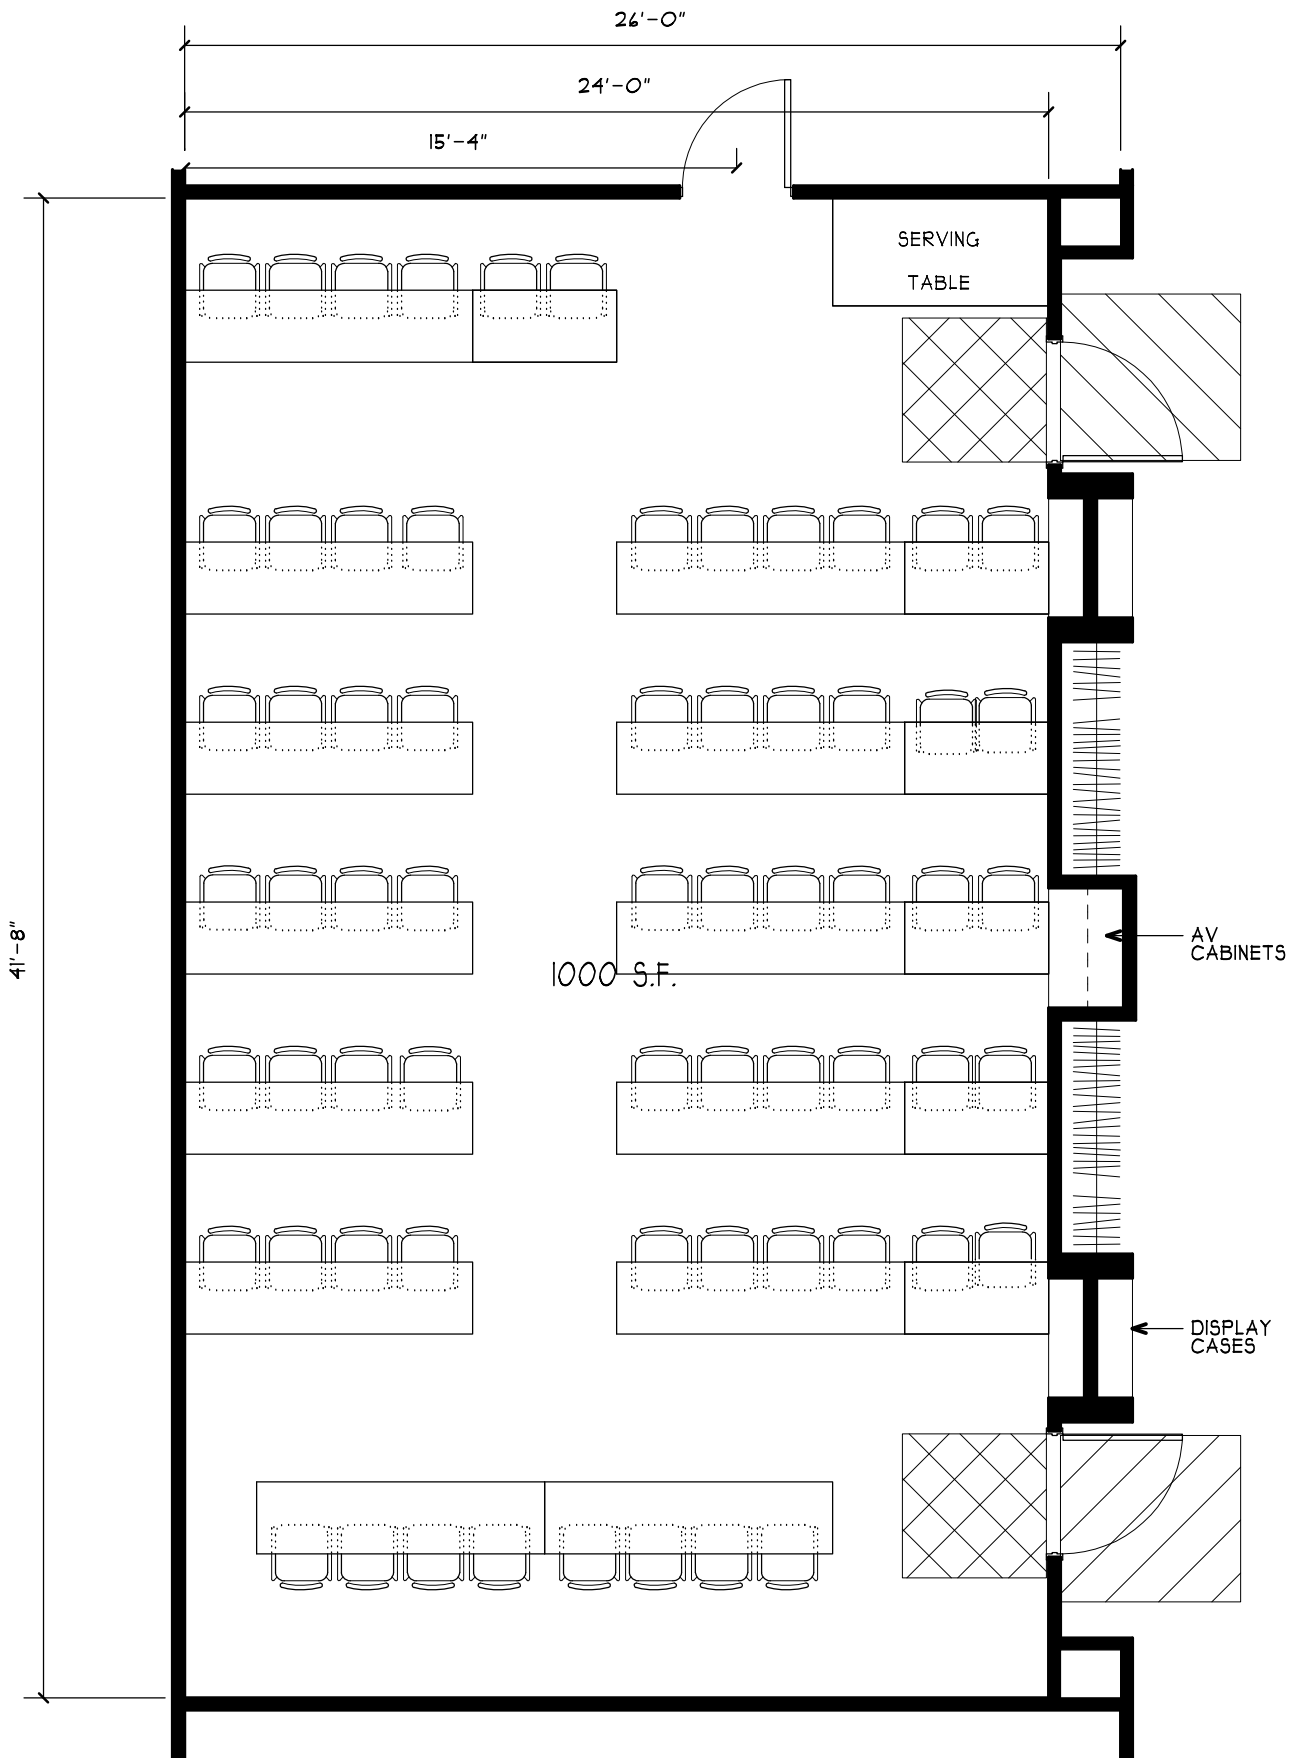 26'-0"
24'-0"
15'-4"
SERVING
TABLE
41'-8"
AV
CABINETS
1000 S.F.
DISPLAY
CASES